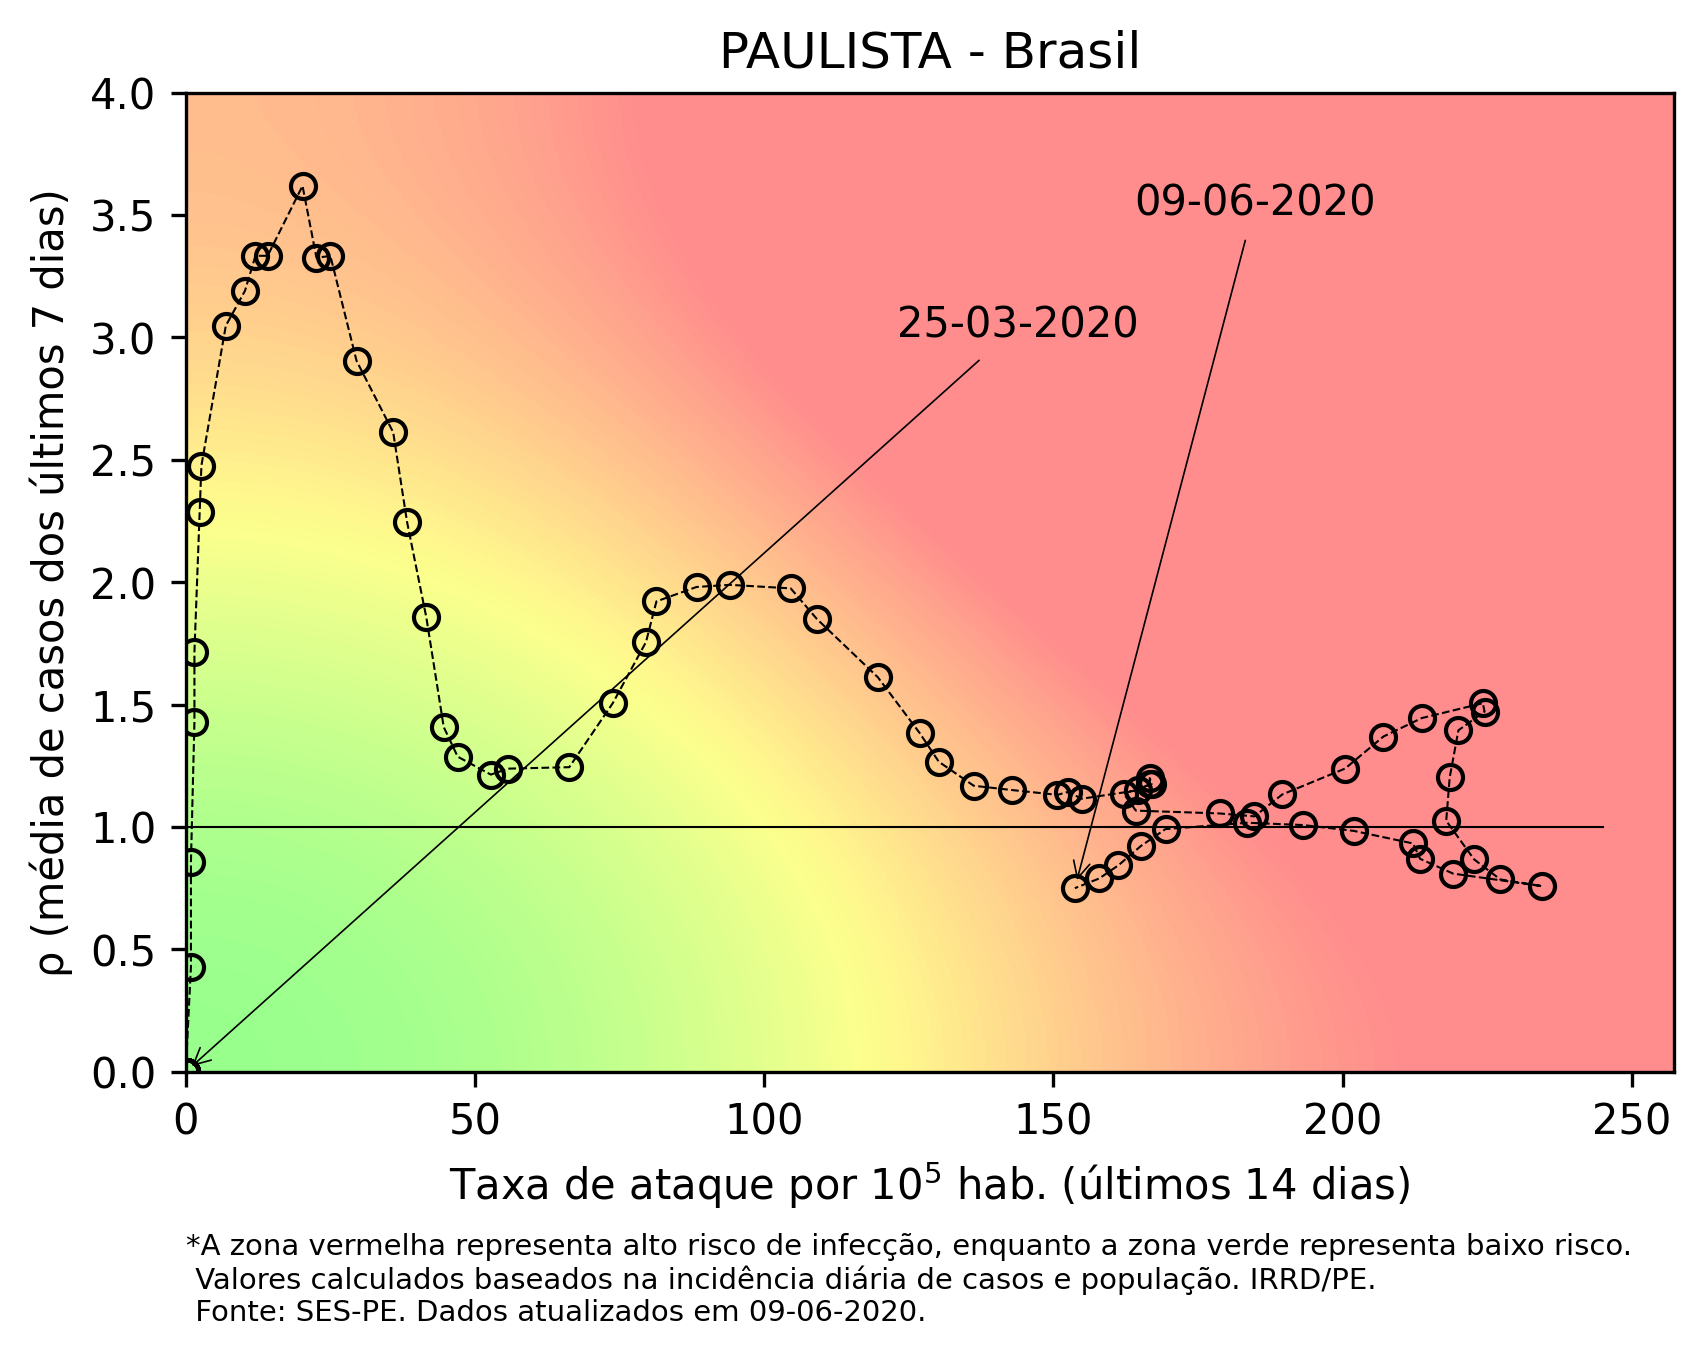 PAULISTA - Brasil
4.0
3.5
3.0
2.5
2.0
1.5
1.0
0.5
0.0
ρ (média de casos dos últimos 7 dias)
09-06-2020
25-03-2020
0 50 100 150 200 250
Taxa de ataque por 10⁵ hab. (últimos 14 dias)
*A zona vermelha representa alto risco de infecção, enquanto a zona verde representa baixo risco.
Valores calculados baseados na incidência diária de casos e população. IRRD/PE.
Fonte: SES-PE. Dados atualizados em 09-06-2020.